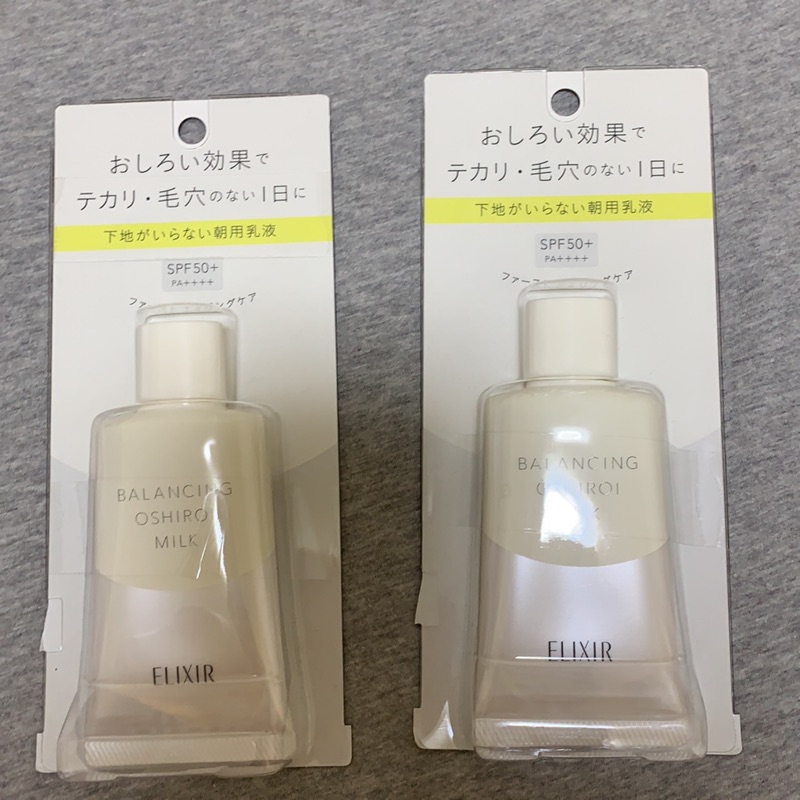 おしろい効果で
テカリ・毛穴のない1日に
下地がいらない朝用乳液
SPF50+
PA++++
BALANCING
OSHIRO
MILK
ELIXIR
おしろい効果で
テカリ・毛穴のない1日に
下地がいらない朝用乳液
SPF50+
PA++++
BALANCING
ELIXIR